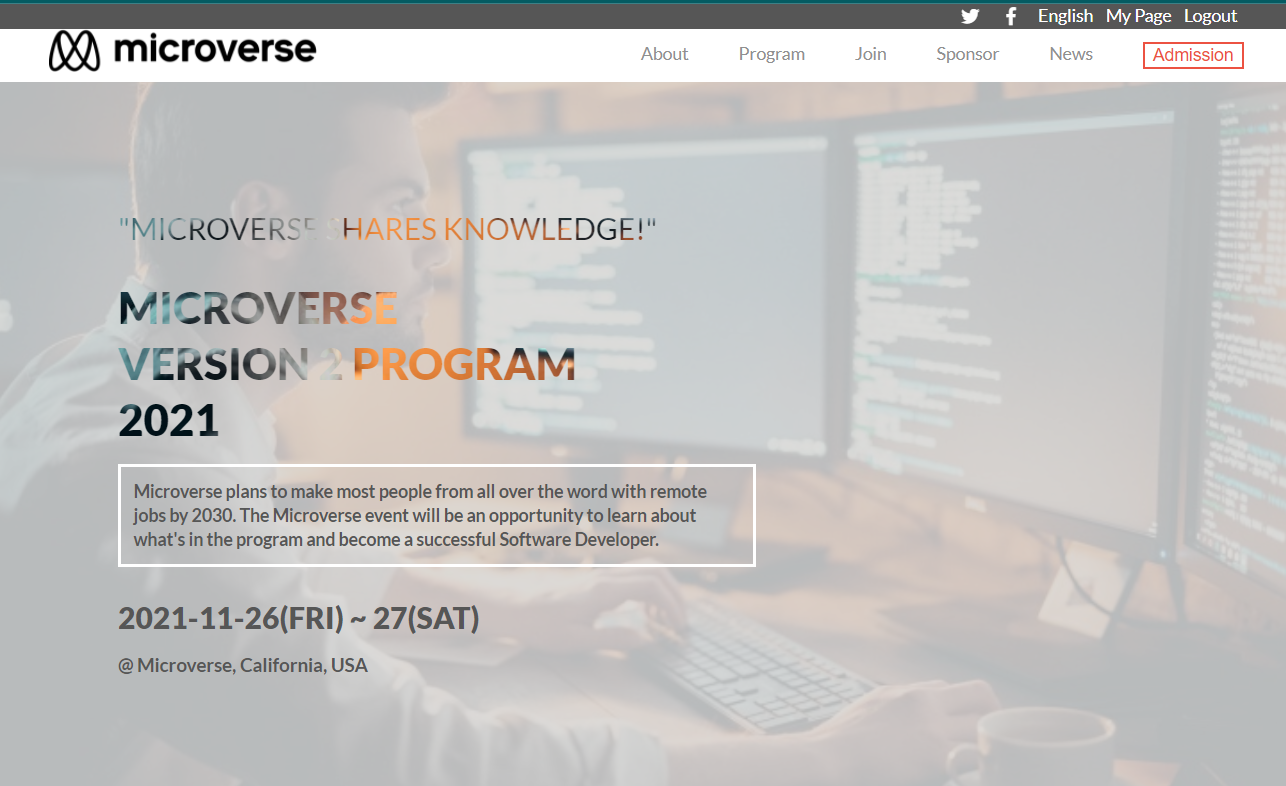 English My Page Logout
microverse
About Program Join Sponsor News Admission
"MICROVERSE SHARES KNOWLEDGE!"
MICROVERSE
VERSION 2 PROGRAM
2021
Microverse plans to make most people from all over the word with remote
jobs by 2030. The Microverse event will be an opportunity to learn about
what's in the program and become a successful Software Developer.
2021-11-26(FRI) ~ 27(SAT)
@ Microverse, California, USA